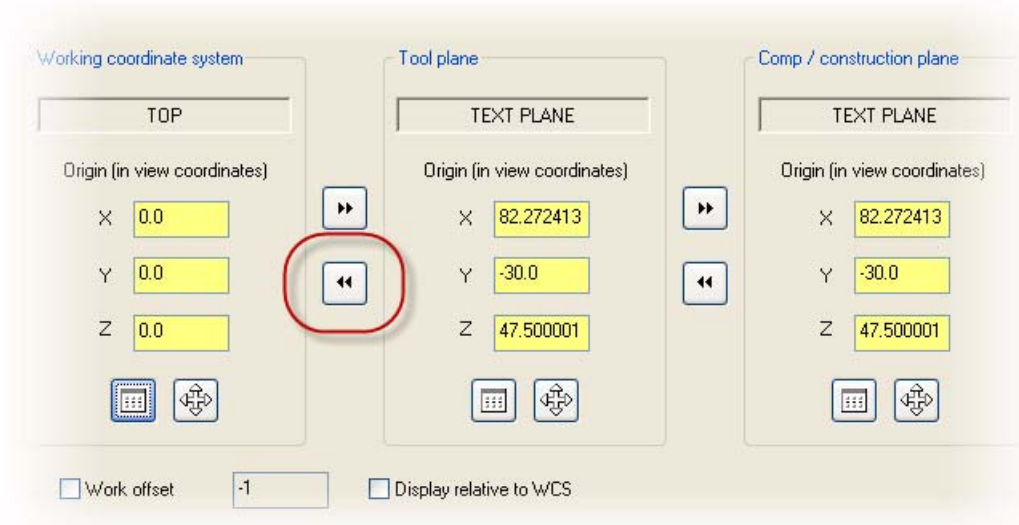 Working coordinate system
TOP
Origin (in view coordinates)
X 0.0
Y 0.0
Z 0.0
Tool plane
TEXT PLANE
Origin (in view coordinates)
X 82.272413
Y -30.0
Z 47.500001
Comp / construction plane
TEXT PLANE
Origin (in view coordinates)
X 82.272413
Y -30.0
Z 47.500001
Work offset -1
Display relative to WCS